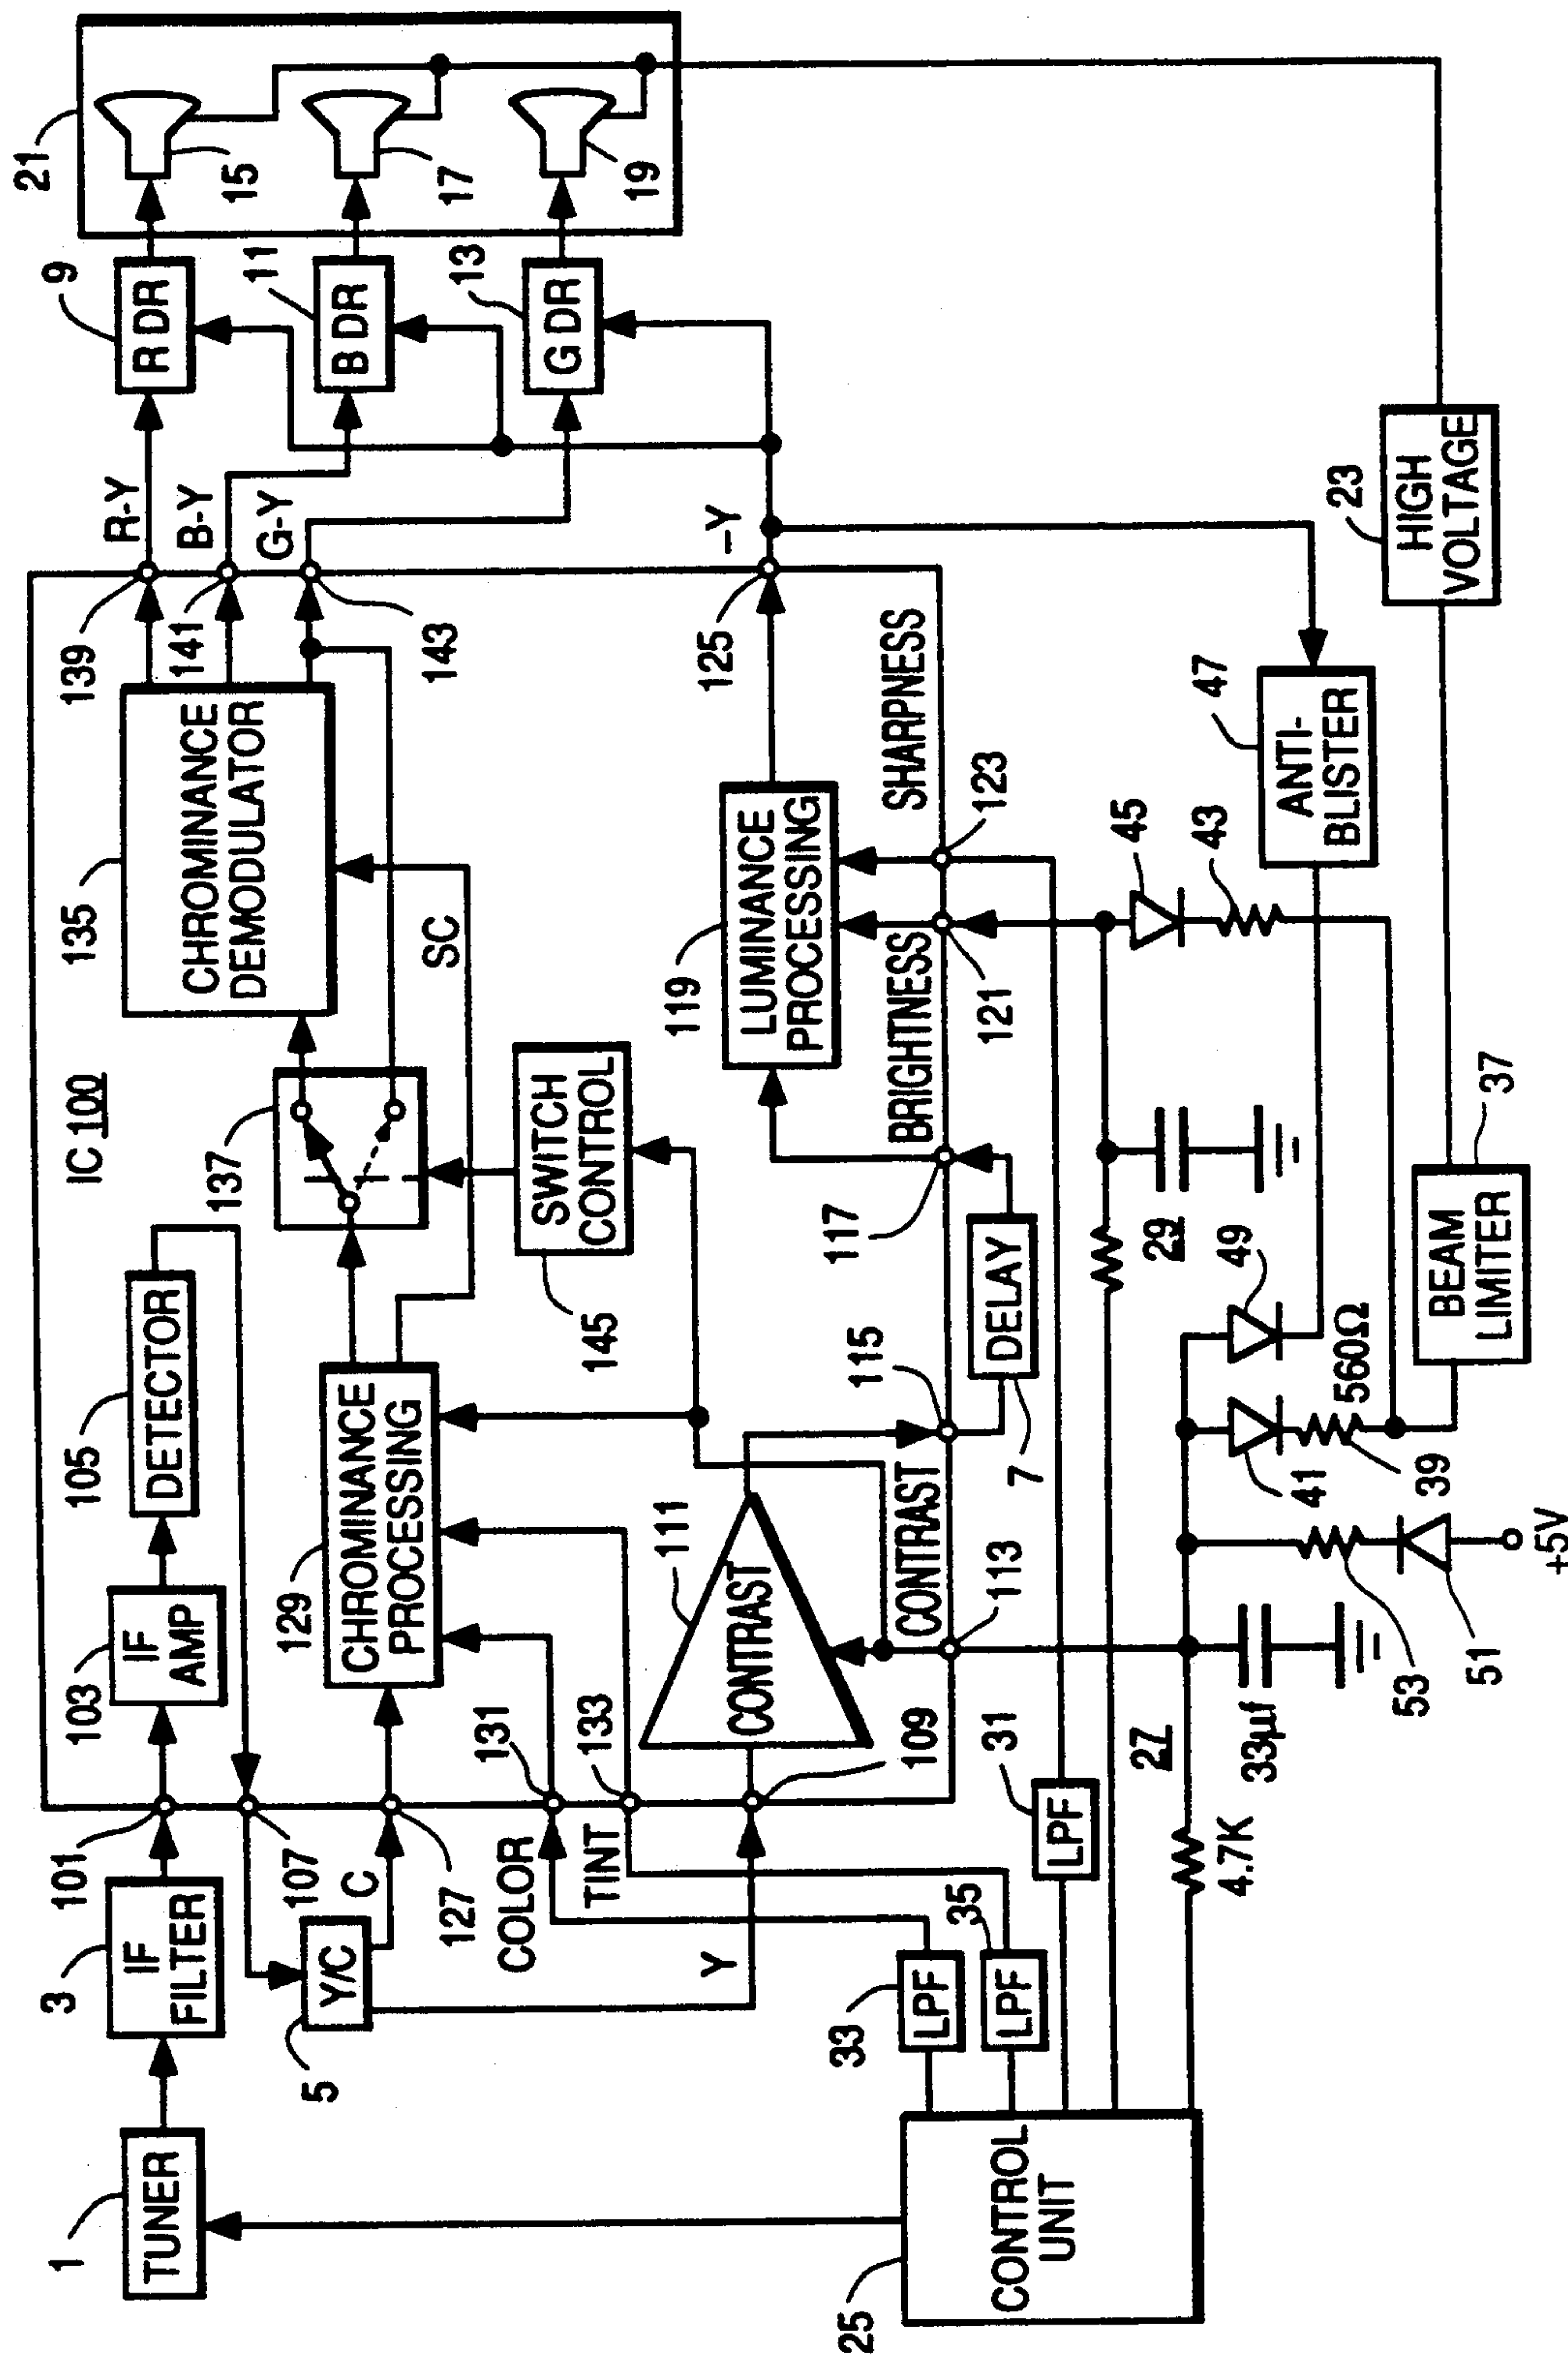 1
TUNER
3
IF
FILTER
101
103
IF
AMP
105
DETECTOR
IC 100
107
5
Y/C
C
127
COLOR
131
TINT
133
Y
109
129
CHROMINANCE
PROCESSING
137
135
CHROMINANCE
DEMODULATOR
SC
145
SWITCH
CONTROL
139
141
143
R-Y
B-Y
G-Y
9
R DR
11
B DR
13
G DR
21
15
17
19
111
CONTRAST
CONTRAST
113
115
7
DELAY
117
119
LUMINANCE
PROCESSING
BRIGHTNESS
121
SHARPNESS
123
125
-Y
25
CONTROL
UNIT
33
LPF
35
LPF
31
LPF
4.7K
27
33µf
53
51
+5V
41
39
560Ω
49
29
45
43
47
ANTI-
BLISTER
37
BEAM
LIMITER
23
HIGH
VOLTAGE